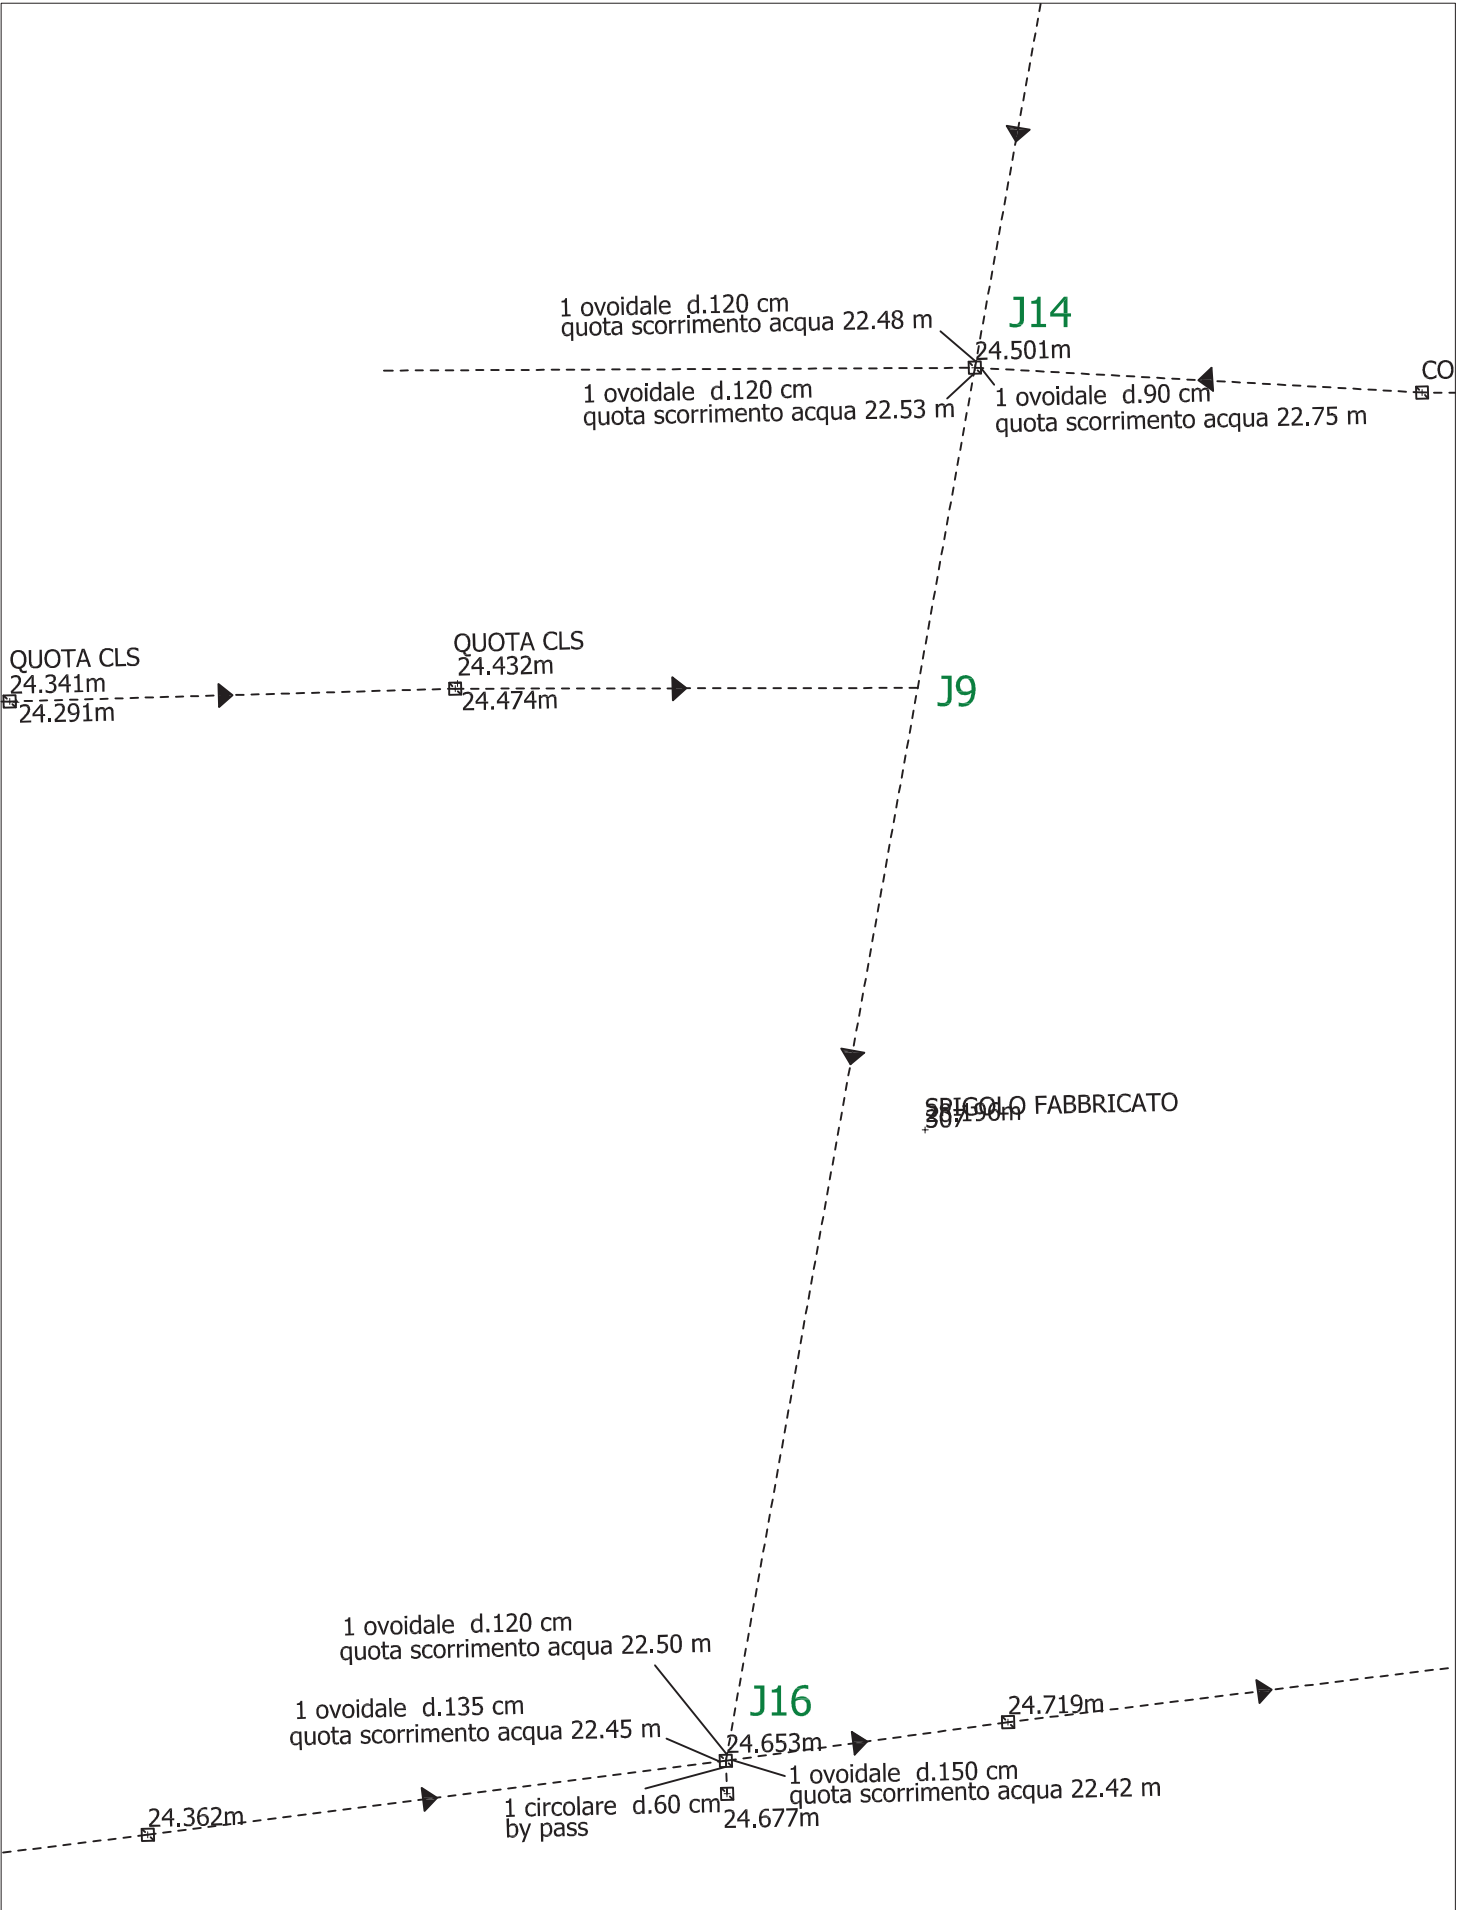 1 ovoidale d.120 cm
quota scorrimento acqua 22.48 m
J14
24.501m
1 ovoidale d.120 cm
quota scorrimento acqua 22.53 m
1 ovoidale d.90 cm
quota scorrimento acqua 22.75 m
CO
QUOTA CLS
24.341m
24.291m
QUOTA CLS
24.432m
24.474m
J9
SPIGOLO FABBRICATO
1 ovoidale d.120 cm
quota scorrimento acqua 22.50 m
1 ovoidale d.135 cm
quota scorrimento acqua 22.45 m
J16
24.653m
24.719m
1 ovoidale d.150 cm
quota scorrimento acqua 22.42 m
1 circolare d.60 cm
by pass
24.677m
24.362m